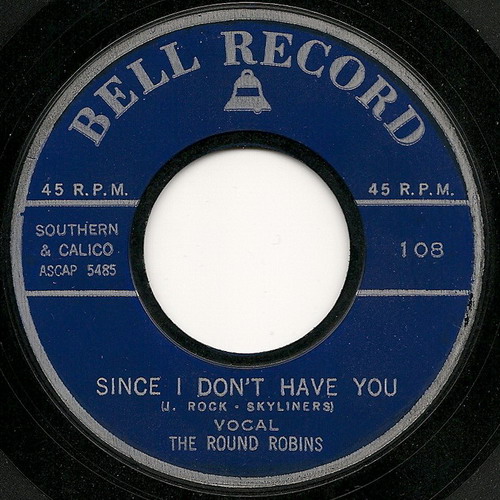 BELL RECORD
45 R.P.M. 45 R.P.M.
SOUTHERN
& CALICO
ASCAP 5485
108
SINCE I DON'T HAVE YOU
(J. ROCK - SKYLINERS)
VOCAL
THE ROUND ROBINS